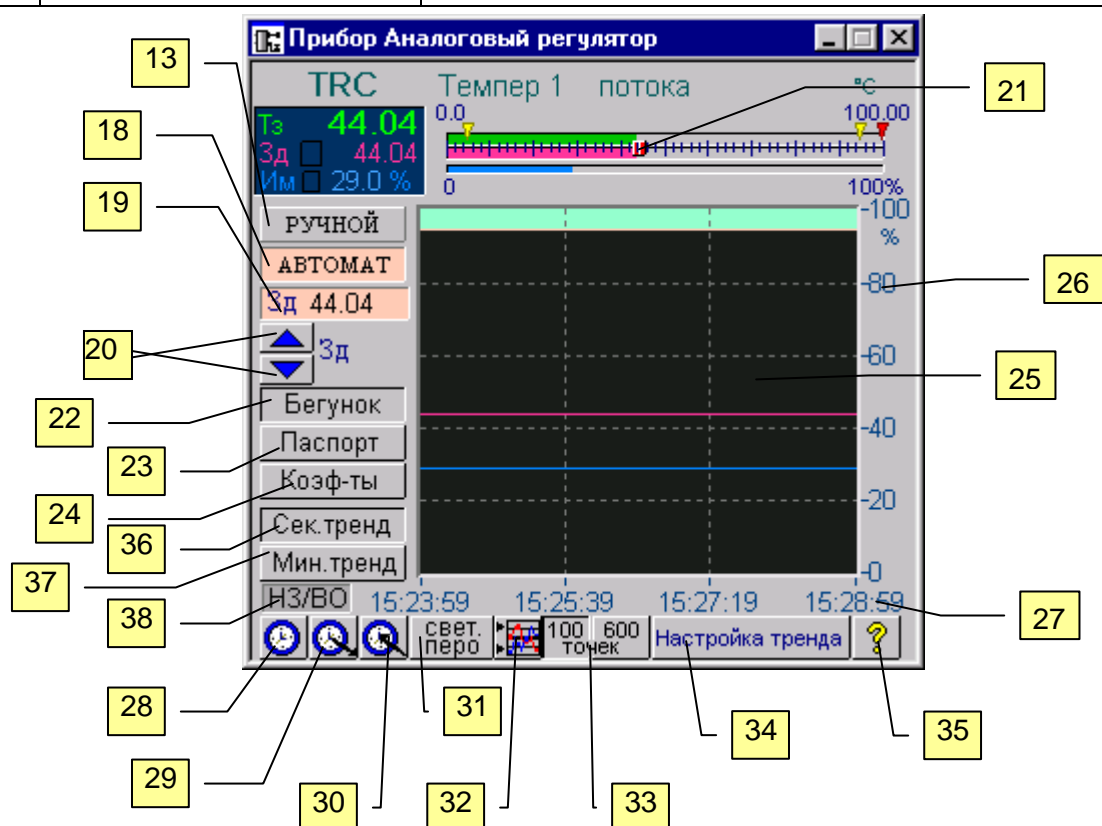 Прибор Аналоговый регулятор
13
TRC Темпер 1 потока °C
21
0.0 100.00
Тз 44.04
18
Зд 44.04
Им 29.0 %
0 100%
19
РУЧНОЙ
-100
%
АВТОМАТ
-80
26
Зд 44.04
20
Зд
-60
25
22
Бегунок
-40
23
Паспорт
24
Коэф-ты
-20
36
Сек.тренд
37
Мин.тренд
-0
38
НЗ/ВО
15:23:59 15:25:39 15:27:19 15:28:59
27
свет. перо
100 600
точек
Настройка тренда
?
28
31
34
35
29
30
32
33